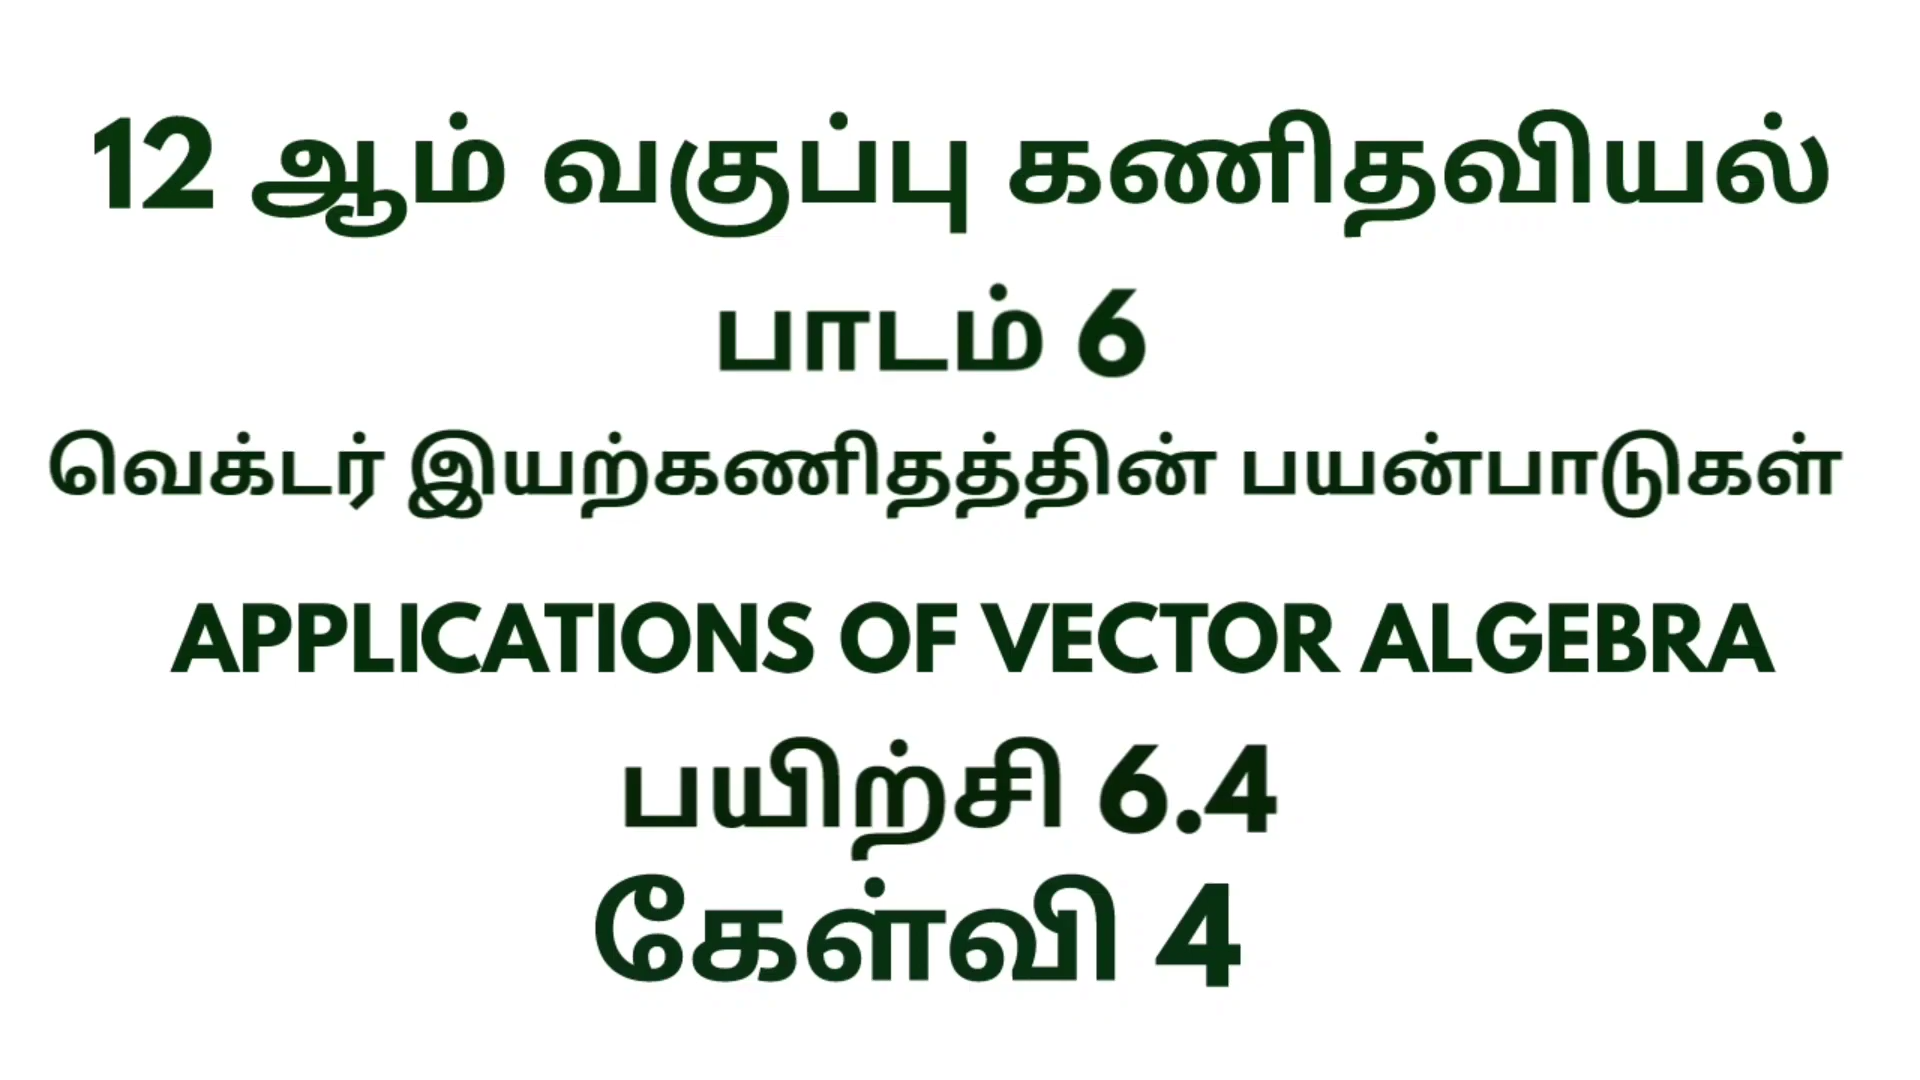 12 ஆம் வகுப்பு கணிதவியல்
பாடம் 6
வெக்டர் இயற்கணிதத்தின் பயன்பாடுகள்
APPLICATIONS OF VECTOR ALGEBRA
பயிற்சி 6.4
கேள்வி 4